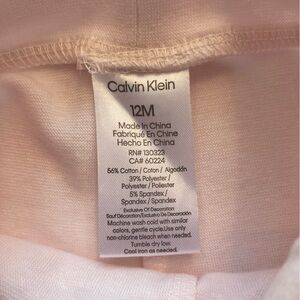 Calvin Klein
12M
Made In China
Fabriqué En Chine
Hecho En China
RN# 130323
CA# 60224
56% Cotton / Coton / Algodón
39% Polyester /
Polyester / Poliester
5% Spandex /
Spandex / Spandex
Exclusive Of Decoration
Sauf Décoration/Exclusivo De Decoración
Machine wash cold with similar
colors, gentle cycle.Use only
non-chlorine bleach when needed.
Tumble dry low.
Cool iron as needed.